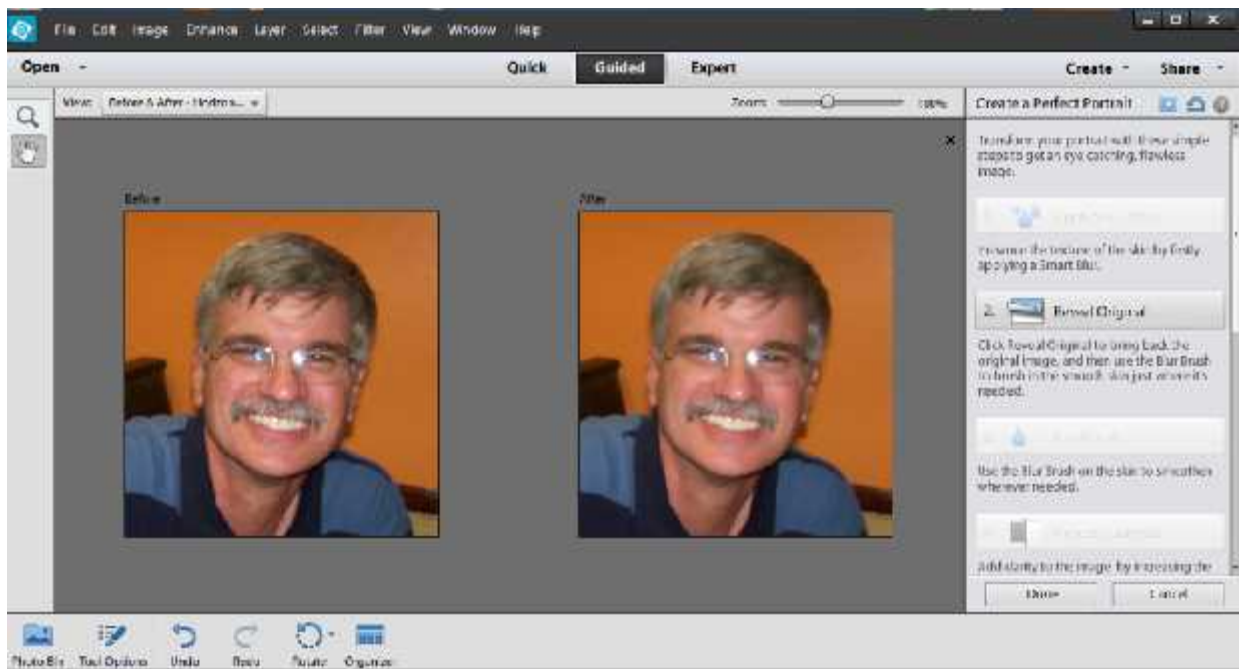 File Edit Image Enhance Layer Select Filter View Window Help
Open Quick Guided Expert Create Share
View: Before & After - Zoom: 100% Create a Perfect Portrait
Transform your portrait with these simple
steps to get an eye catching, flawless
image.
Before After
Enhance the texture of the skin by firstly
applying a Smart Blur.
2. Reveal Original
Click Reveal Original to bring back the
original image, and then use the Blur Brush
to brush in the smooth skin just where it's
needed.
Use the Blur Brush on the skin to smoothen
wherever needed.
Add clarity to the image by increasing the
Done Cancel
Photo Bin Tool Options Undo Redo Rotate Organizer